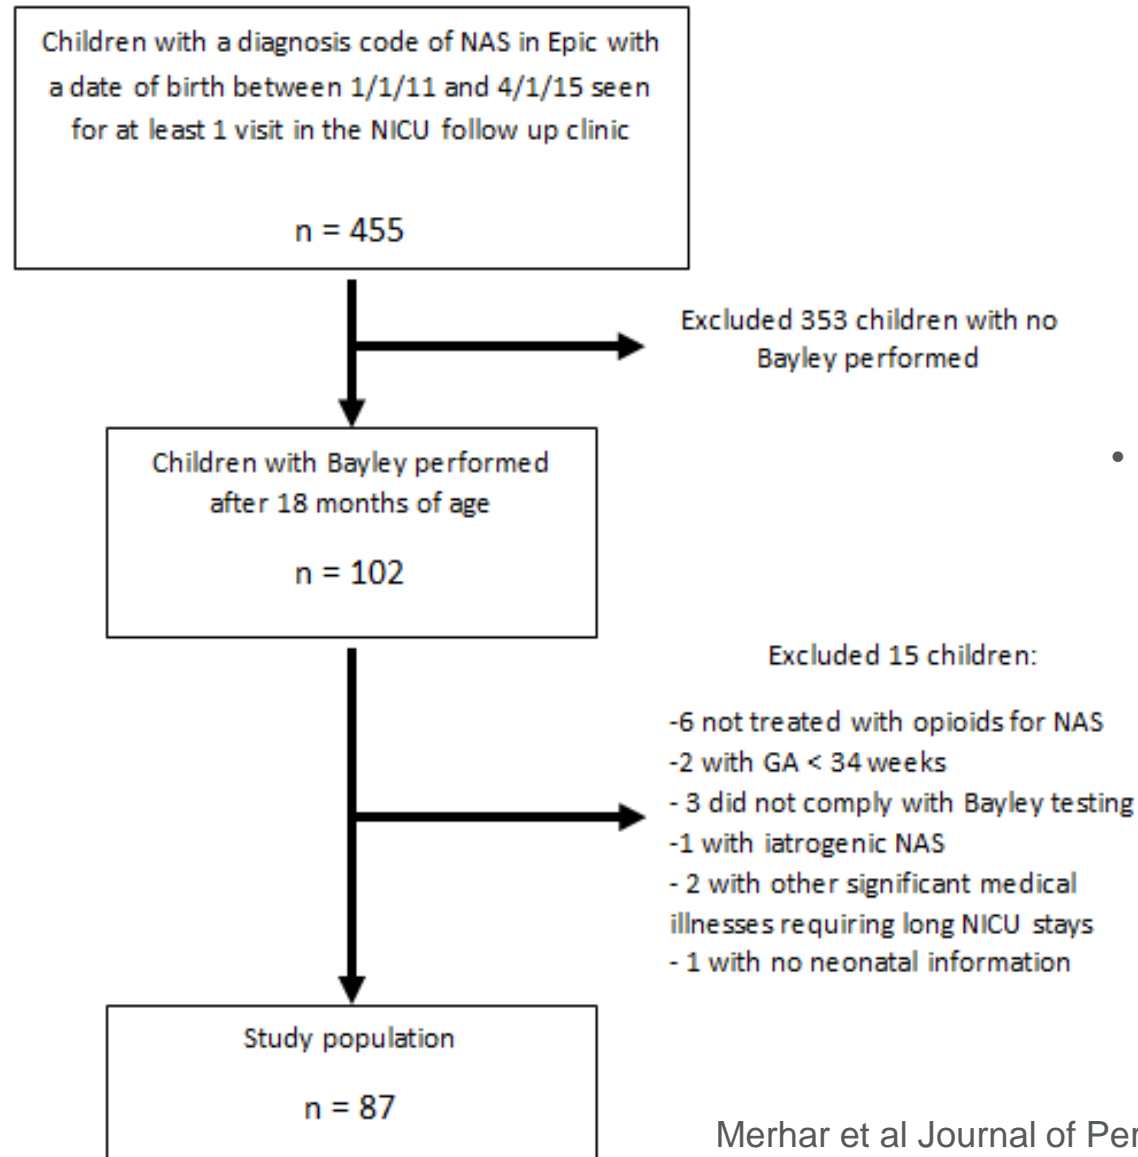 Children with a diagnosis code of NAS in Epic with
a date of birth between 1/1/11 and 4/1/15 seen
for at least 1 visit in the NICU follow up clinic
n = 455
Excluded 353 children with no
Bayley performed
Children with Bayley performed
after 18 months of age
n = 102
•
Excluded 15 children:
-6 not treated with opioids for NAS
-2 with GA < 34 weeks
- 3 did not comply with Bayley testing
-1 with iatrogenic NAS
- 2 with other significant medical
illnesses requiring long NICU stays
- 1 with no neonatal information
Study population
n = 87
Merhar et al Journal of Per